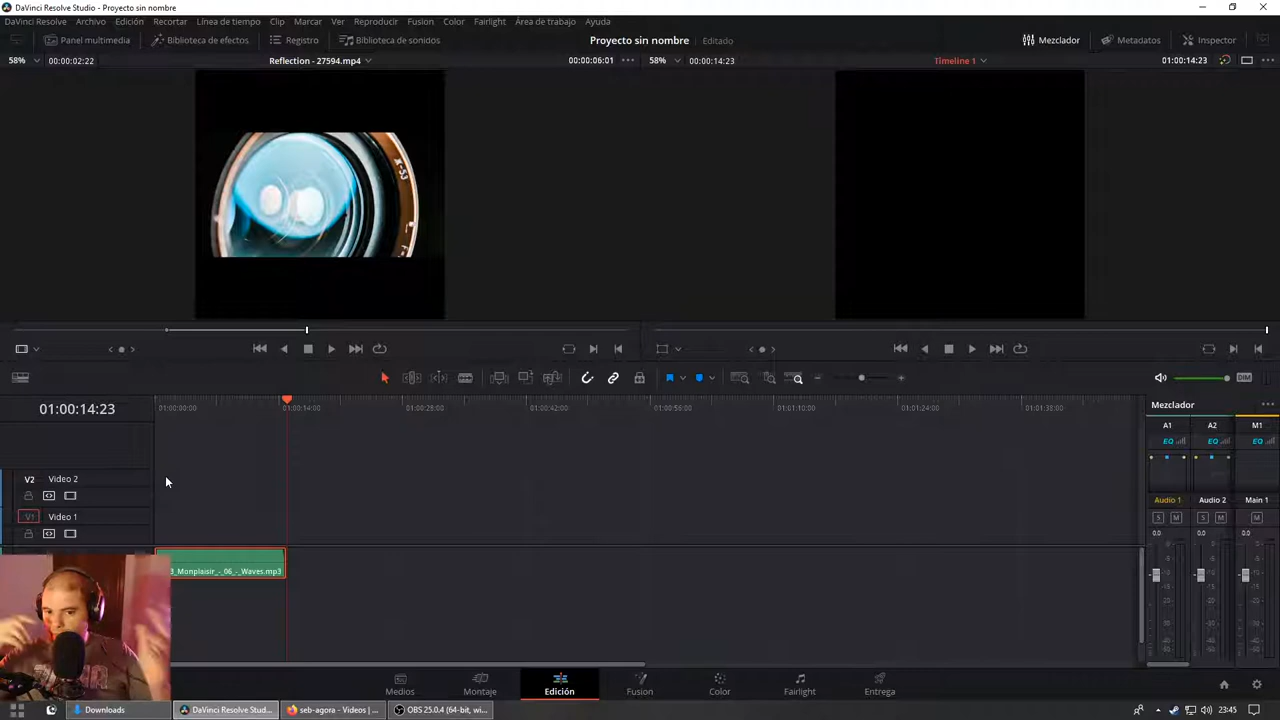 DaVinci Resolve Studio - Proyecto sin nombre
DaVinci Resolve Archivo Edición Recortar Línea de tiempo Clip Marcar Ver Reproducir Fusion Color Fairlight Área de trabajo Ayuda
Panel multimedia Biblioteca de efectos Registro Biblioteca de sonidos Proyecto sin nombre Editado Mezclador Metadatos Inspector
58% 00:00:02:22 Reflection - 27594.mp4 00:00:06:01 58% 00:00:14:23 Timeline 1 01:00:14:23
X-53
DIM
01:00:14:23 01:00:00:00 01:00:14:00 01:00:28:00 01:00:42:00 01:00:56:00 01:01:10:00 01:01:24:00 01:01:38:00 Mezclador
A1 A2 M1
EQ EQ EQ
V2 Video 2
Audio 1 Audio 2 Main 1
V1 Video 1
S M S M M
0.0 0.0 0.0
3_Monplaisir_-_06_-_Waves.mp3
Medios Montaje Edición Fusion Color Fairlight Entrega
Downloads DaVinci Resolve Stud... seb-agora - Videos | ... OBS 25.0.4 (64-bit, wi... 23:45